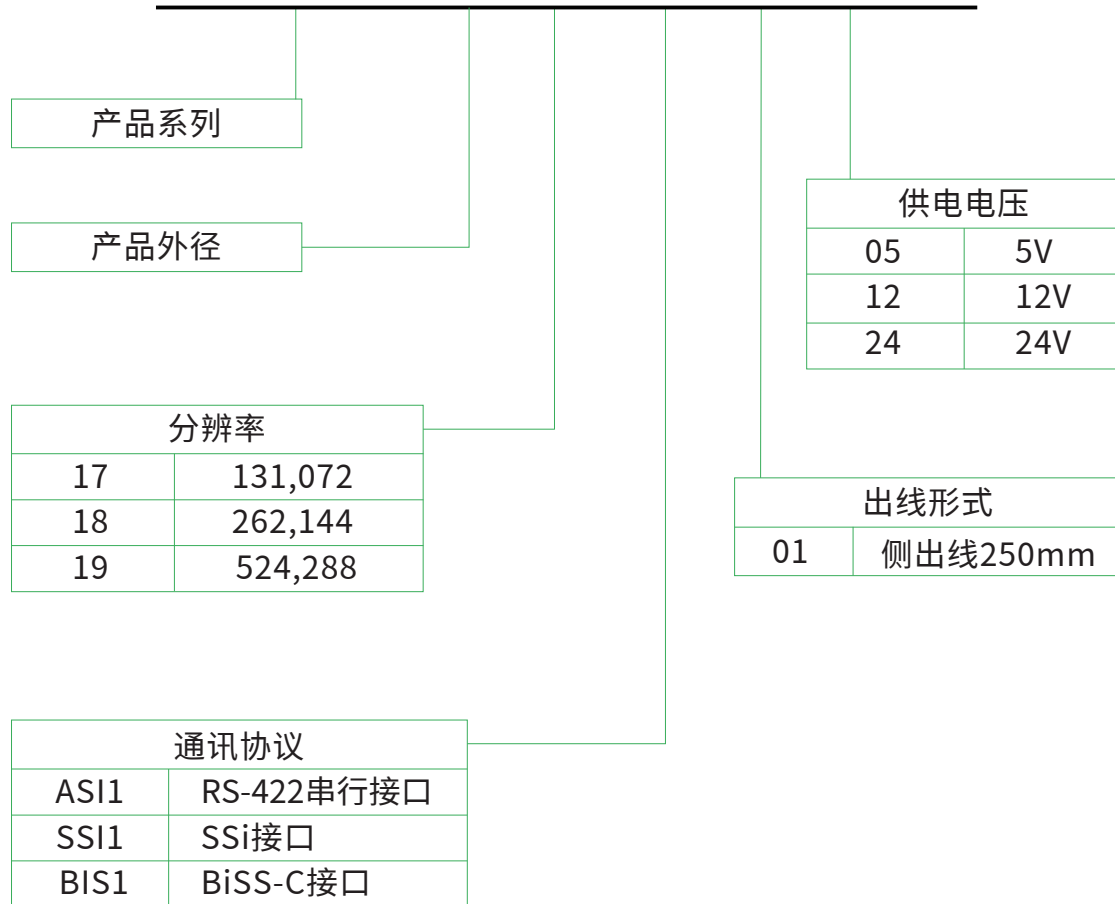 产品系列
产品外径
供电电压
05 5V
12 12V
24 24V
分辨率
17 131,072
18 262,144
19 524,288
出线形式
01 侧出线250mm
通讯协议
ASI1 RS-422串行接口
SSI1 SSi接口
BIS1 BiSS-C接口